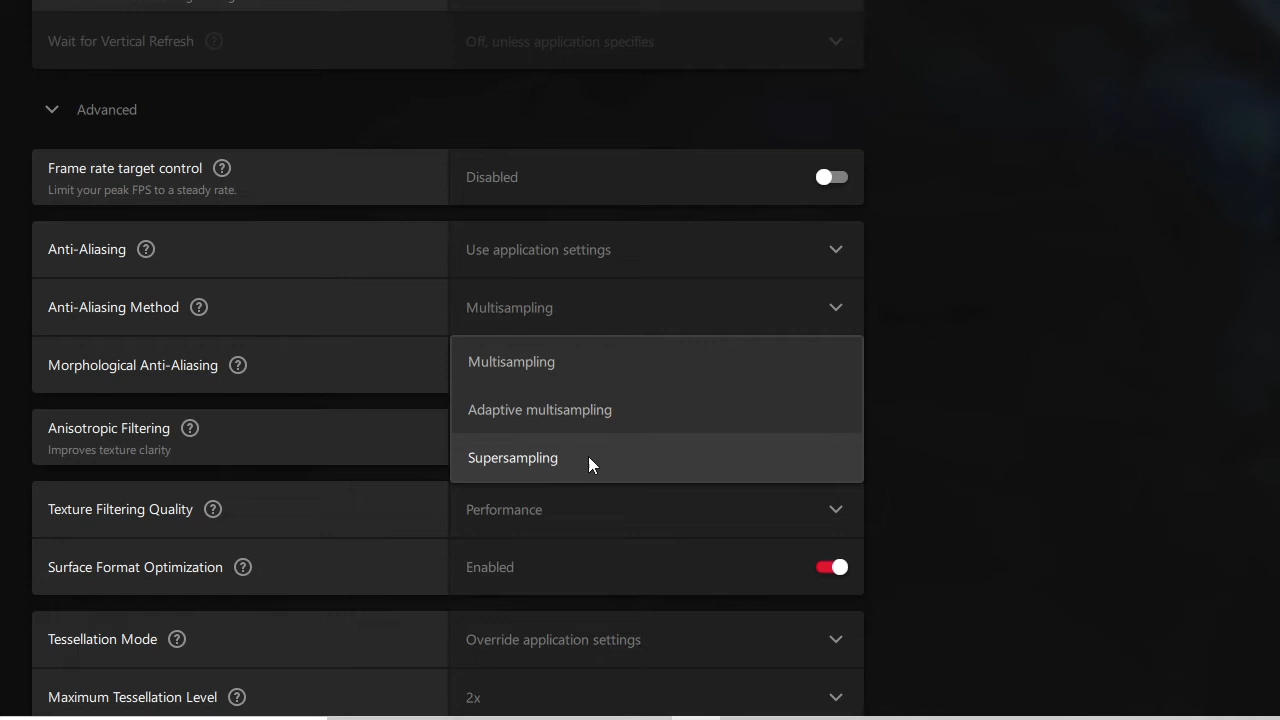 Wait for Vertical Refresh ? Off, unless application specifies
Advanced
Frame rate target control ? Disabled
Limit your peak FPS to a steady rate.
Anti-Aliasing ? Use application settings
Anti-Aliasing Method ? Multisampling
Morphological Anti-Aliasing ?
Multisampling
Adaptive multisampling
Supersampling
Anisotropic Filtering ?
Improves texture clarity
Texture Filtering Quality ? Performance
Surface Format Optimization ? Enabled
Tessellation Mode ? Override application settings
Maximum Tessellation Level ? 2x